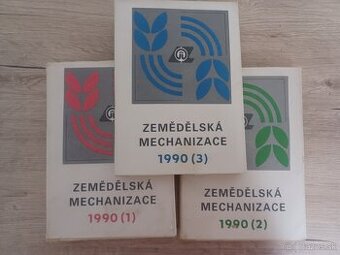 ZEMĚDĚLSKÁ
MECHANIZACE
1990 (3)
ZEMĚDĚLSKÁ
MECHANIZACE
1990 (1)
ZEMĚDĚLSKÁ
MECHANIZACE
1990 (2)